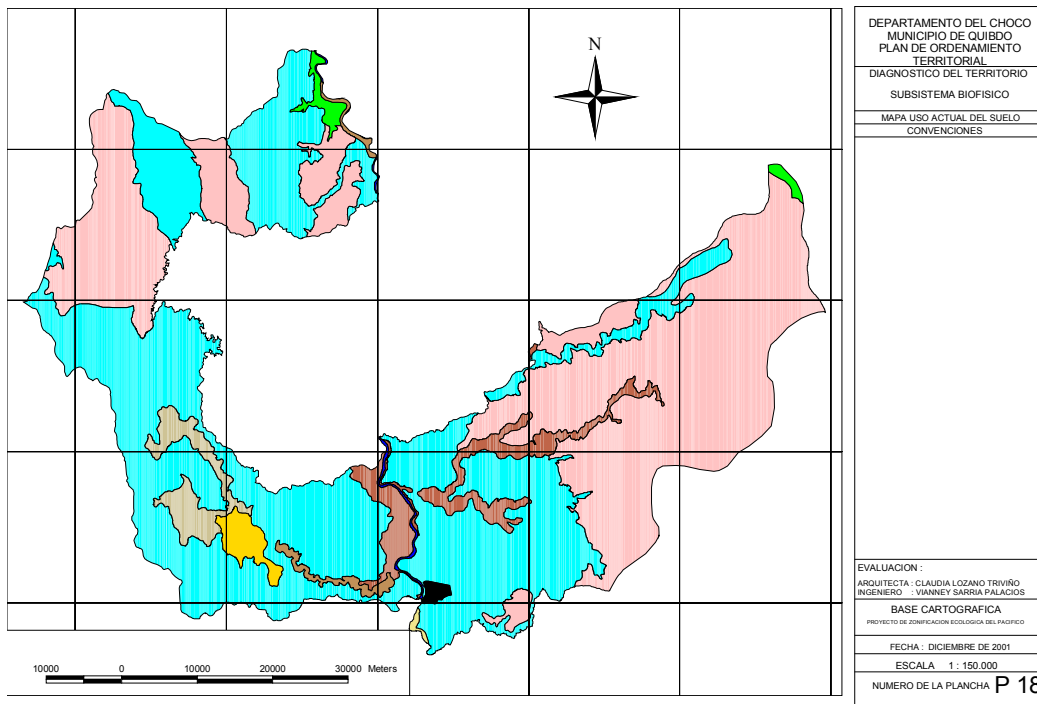 N
10000 0 10000 20000 30000 Meters
DEPARTAMENTO DEL CHOCO
MUNICIPIO DE QUIBDO
PLAN DE ORDENAMIENTO
TERRITORIAL
DIAGNOSTICO DEL TERRITORIO
SUBSISTEMA BIOFISICO
MAPA USO ACTUAL DEL SUELO
CONVENCIONES
EVALUACION :
ARQUITECTA : CLAUDIA LOZANO TRIVIÑO
INGENIERO : VIANNEY SARRIA PALACIOS
BASE CARTOGRAFICA
PROYECTO DE ZONIFICACION ECOLOGICA DEL PACIFICO
FECHA : DICIEMBRE DE 2001
ESCALA 1 : 150.000
NUMERO DE LA PLANCHA P 18